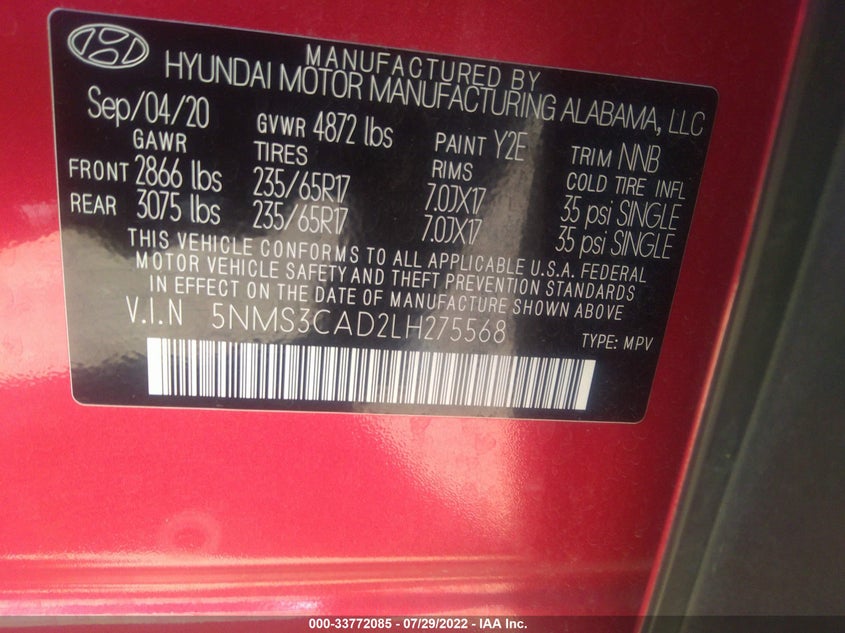 MANUFACTURED BY
HYUNDAI MOTOR MANUFACTURING ALABAMA, LLC
Sep/04/20 GVWR 4872 lbs PAINT Y2E TRIM NNB
GAWR TIRES RIMS COLD TIRE INFL
FRONT 2866 lbs 235/65R17 7.0JX17 35 psi SINGLE
REAR 3075 lbs 235/65R17 7.0JX17 35 psi SINGLE
THIS VEHICLE CONFORMS TO ALL APPLICABLE U.S.A. FEDERAL
MOTOR VEHICLE SAFETY AND THEFT PREVENTION STANDARDS
IN EFFECT ON THE DATE OF MANUFACTURE SHOWN ABOVE
V.I.N 5NMS3CAD2LH275568 TYPE: MPV
000-33772085 - 07/29/2022 - IAA Inc.